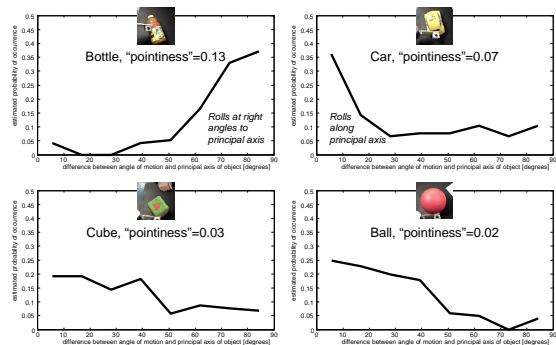 estimated probability of occurrence
0.5
0.45
0.4
0.35
0.3
0.25
0.2
0.15
0.1
0.05
0
Bottle, “pointiness”=0.13
Rolls at right
angles to
principal axis
0 10 20 30 40 50 60 70 80 90
difference between angle of motion and principal axis of object [degrees]
estimated probability of occurrence
0.5
0.45
0.4
0.35
0.3
0.25
0.2
0.15
0.1
0.05
0
Car, “pointiness”=0.07
Rolls
along
principal axis
0 10 20 30 40 50 60 70 80 90
difference between angle of motion and principal axis of object [degrees]
estimated probability of occurrence
0.5
0.45
0.4
0.35
0.3
0.25
0.2
0.15
0.1
0.05
0
Cube, “pointiness”=0.03
0 10 20 30 40 50 60 70 80 90
difference between angle of motion and principal axis of object [degrees]
estimated probability of occurrence
0.5
0.45
0.4
0.35
0.3
0.25
0.2
0.15
0.1
0.05
0
Ball, “pointiness”=0.02
0 10 20 30 40 50 60 70 80 90
difference between angle of motion and principal axis of object [degrees]